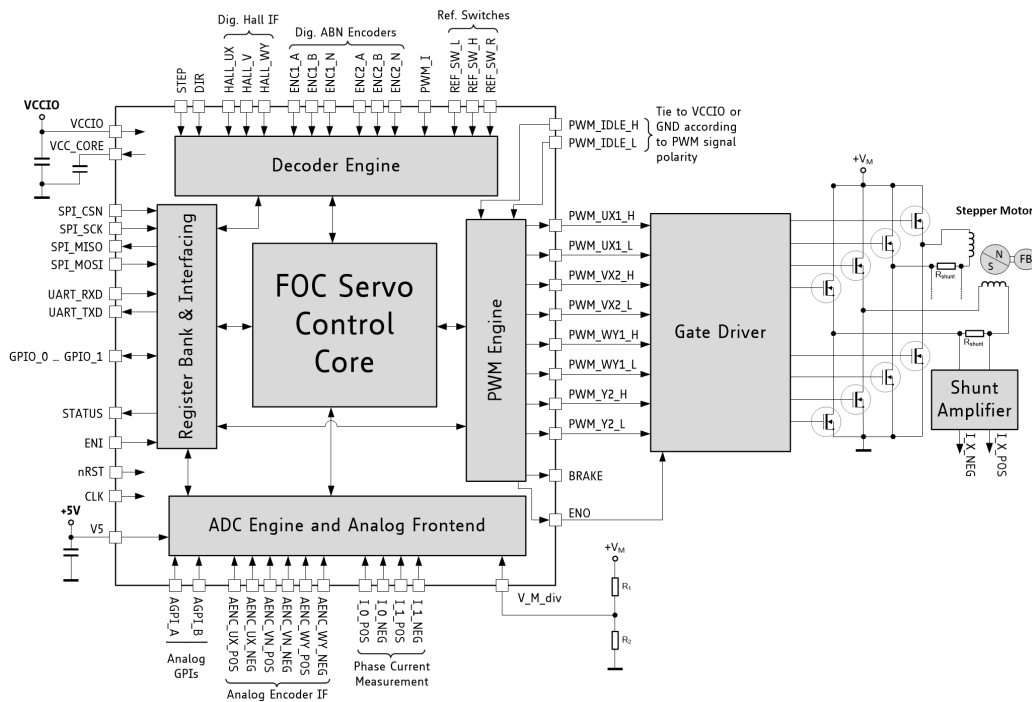 Dig. Hall IF
Dig. ABN Encoders
Ref. Switches
STEP
DIR
HALL_UX
HALL_V
HALL_WY
ENC1_A
ENC1_B
ENC1_N
ENC2_A
ENC2_B
ENC2_N
PWM_I
REF_SW_L
REF_SW_H
REF_SW_R
VCCIO
VCCIO
VCC_CORE
Decoder Engine
PWM_IDLE_H
PWM_IDLE_L
Tie to VCCIO or
GND according
to PWM signal
polarity
SPI_CSN
SPI_SCK
SPI_MISO
SPI_MOSI
UART_RXD
UART_TXD
GPIO_0 ... GPIO_1
STATUS
ENI
nRST
CLK
+5V
V5
Register Bank & Interfacing
FOC Servo
Control
Core
PWM Engine
PWM_UX1_H
PWM_UX1_L
PWM_VX2_H
PWM_VX2_L
PWM_WY1_H
PWM_WY1_L
PWM_Y2_H
PWM_Y2_L
BRAKE
ENO
Gate Driver
+VM
Stepper Motor
N
S
FB
Rshunt
Rshunt
Shunt
Amplifier
I_X_NEG
I_X_POS
ADC Engine and Analog Frontend
+VM
R1
R2
V_M_div
AGPI_A
AGPI_B
AENC_UX_POS
AENC_UX_NEG
AENC_VN_POS
AENC_VN_NEG
AENC_WY_POS
AENC_WY_NEG
I_0_POS
I_0_NEG
I_1_POS
I_1_NEG
Analog
GPIs
Analog Encoder IF
Phase Current
Measurement